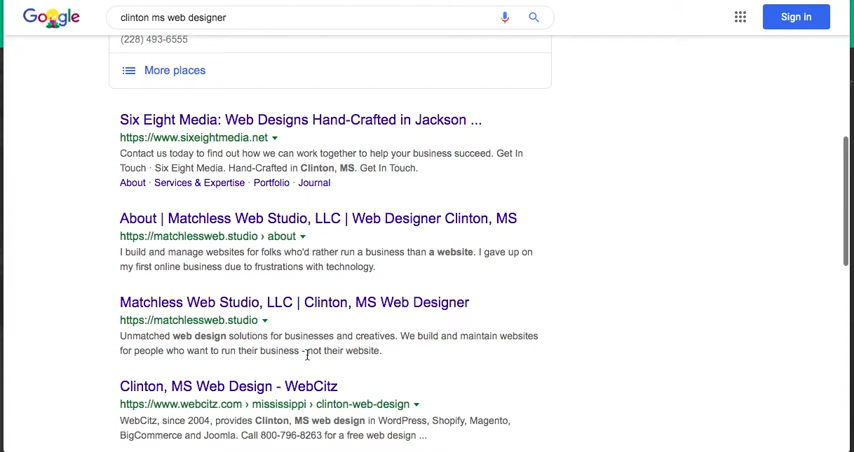 Google
clinton ms web designer
Sign in
(228) 493-6555
More places
Six Eight Media: Web Designs Hand-Crafted in Jackson ...
https://www.sixeightmedia.net
Contact us today to find out how we can work together to help your business succeed. Get In
Touch · Six Eight Media. Hand-Crafted in Clinton, MS. Get In Touch.
About · Services & Expertise · Portfolio · Journal
About | Matchless Web Studio, LLC | Web Designer Clinton, MS
https://matchlessweb.studio › about
I build and manage websites for folks who'd rather run a business than a website. I gave up on
my first online business due to frustrations with technology.
Matchless Web Studio, LLC | Clinton, MS Web Designer
https://matchlessweb.studio
Unmatched web design solutions for businesses and creatives. We build and maintain websites
for people who want to run their business - not their website.
Clinton, MS Web Design - WebCitz
https://www.webcitz.com › mississippi › clinton-web-design
WebCitz, since 2004, provides Clinton, MS web design in WordPress, Shopify, Magento,
BigCommerce and Joomla. Call 800-796-8263 for a free web design ...